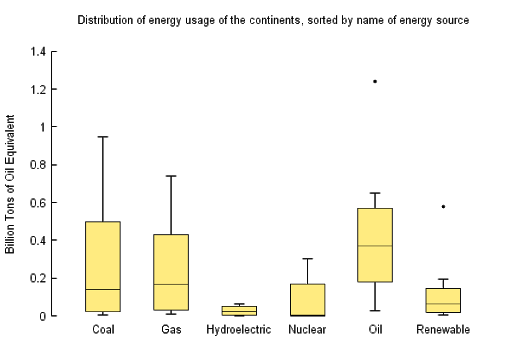 Distribution of energy usage of the continents, sorted by name of energy source
Billion Tons of Oil Equivalent
1.4
1.2
1
0.8
0.6
0.4
0.2
0
Coal Gas Hydroelectric Nuclear Oil Renewable